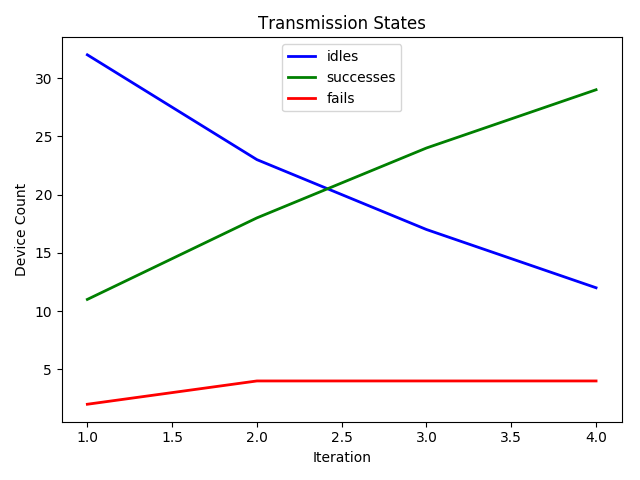 Transmission States
idles
successes
fails
Device Count
30
25
20
15
10
5
1.0 1.5 2.0 2.5 3.0 3.5 4.0
Iteration